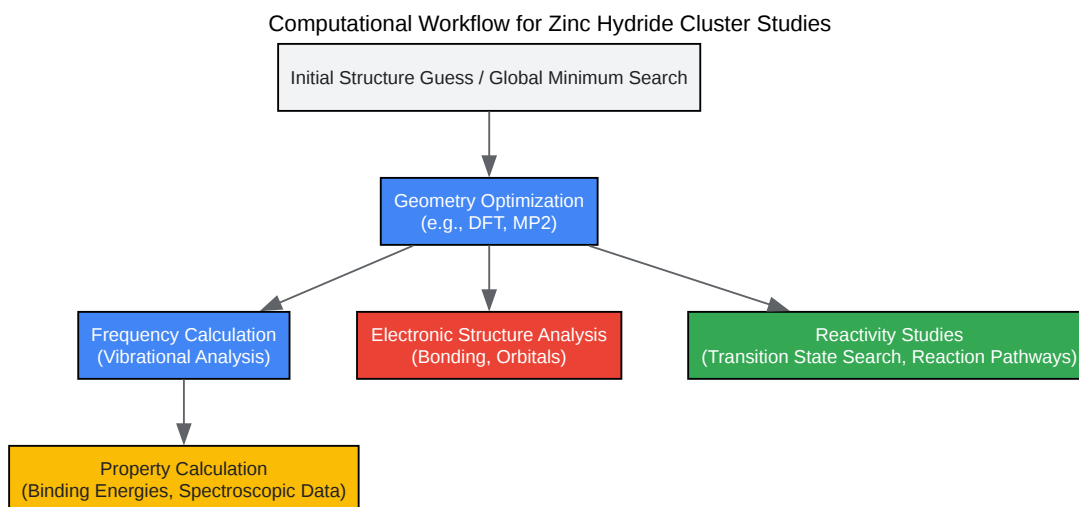 Computational Workflow for Zinc Hydride Cluster Studies
Initial Structure Guess / Global Minimum Search
Geometry Optimization
(e.g., DFT, MP2)
Frequency Calculation
(Vibrational Analysis)
Electronic Structure Analysis
(Bonding, Orbitals)
Reactivity Studies
(Transition State Search, Reaction Pathways)
Property Calculation
(Binding Energies, Spectroscopic Data)